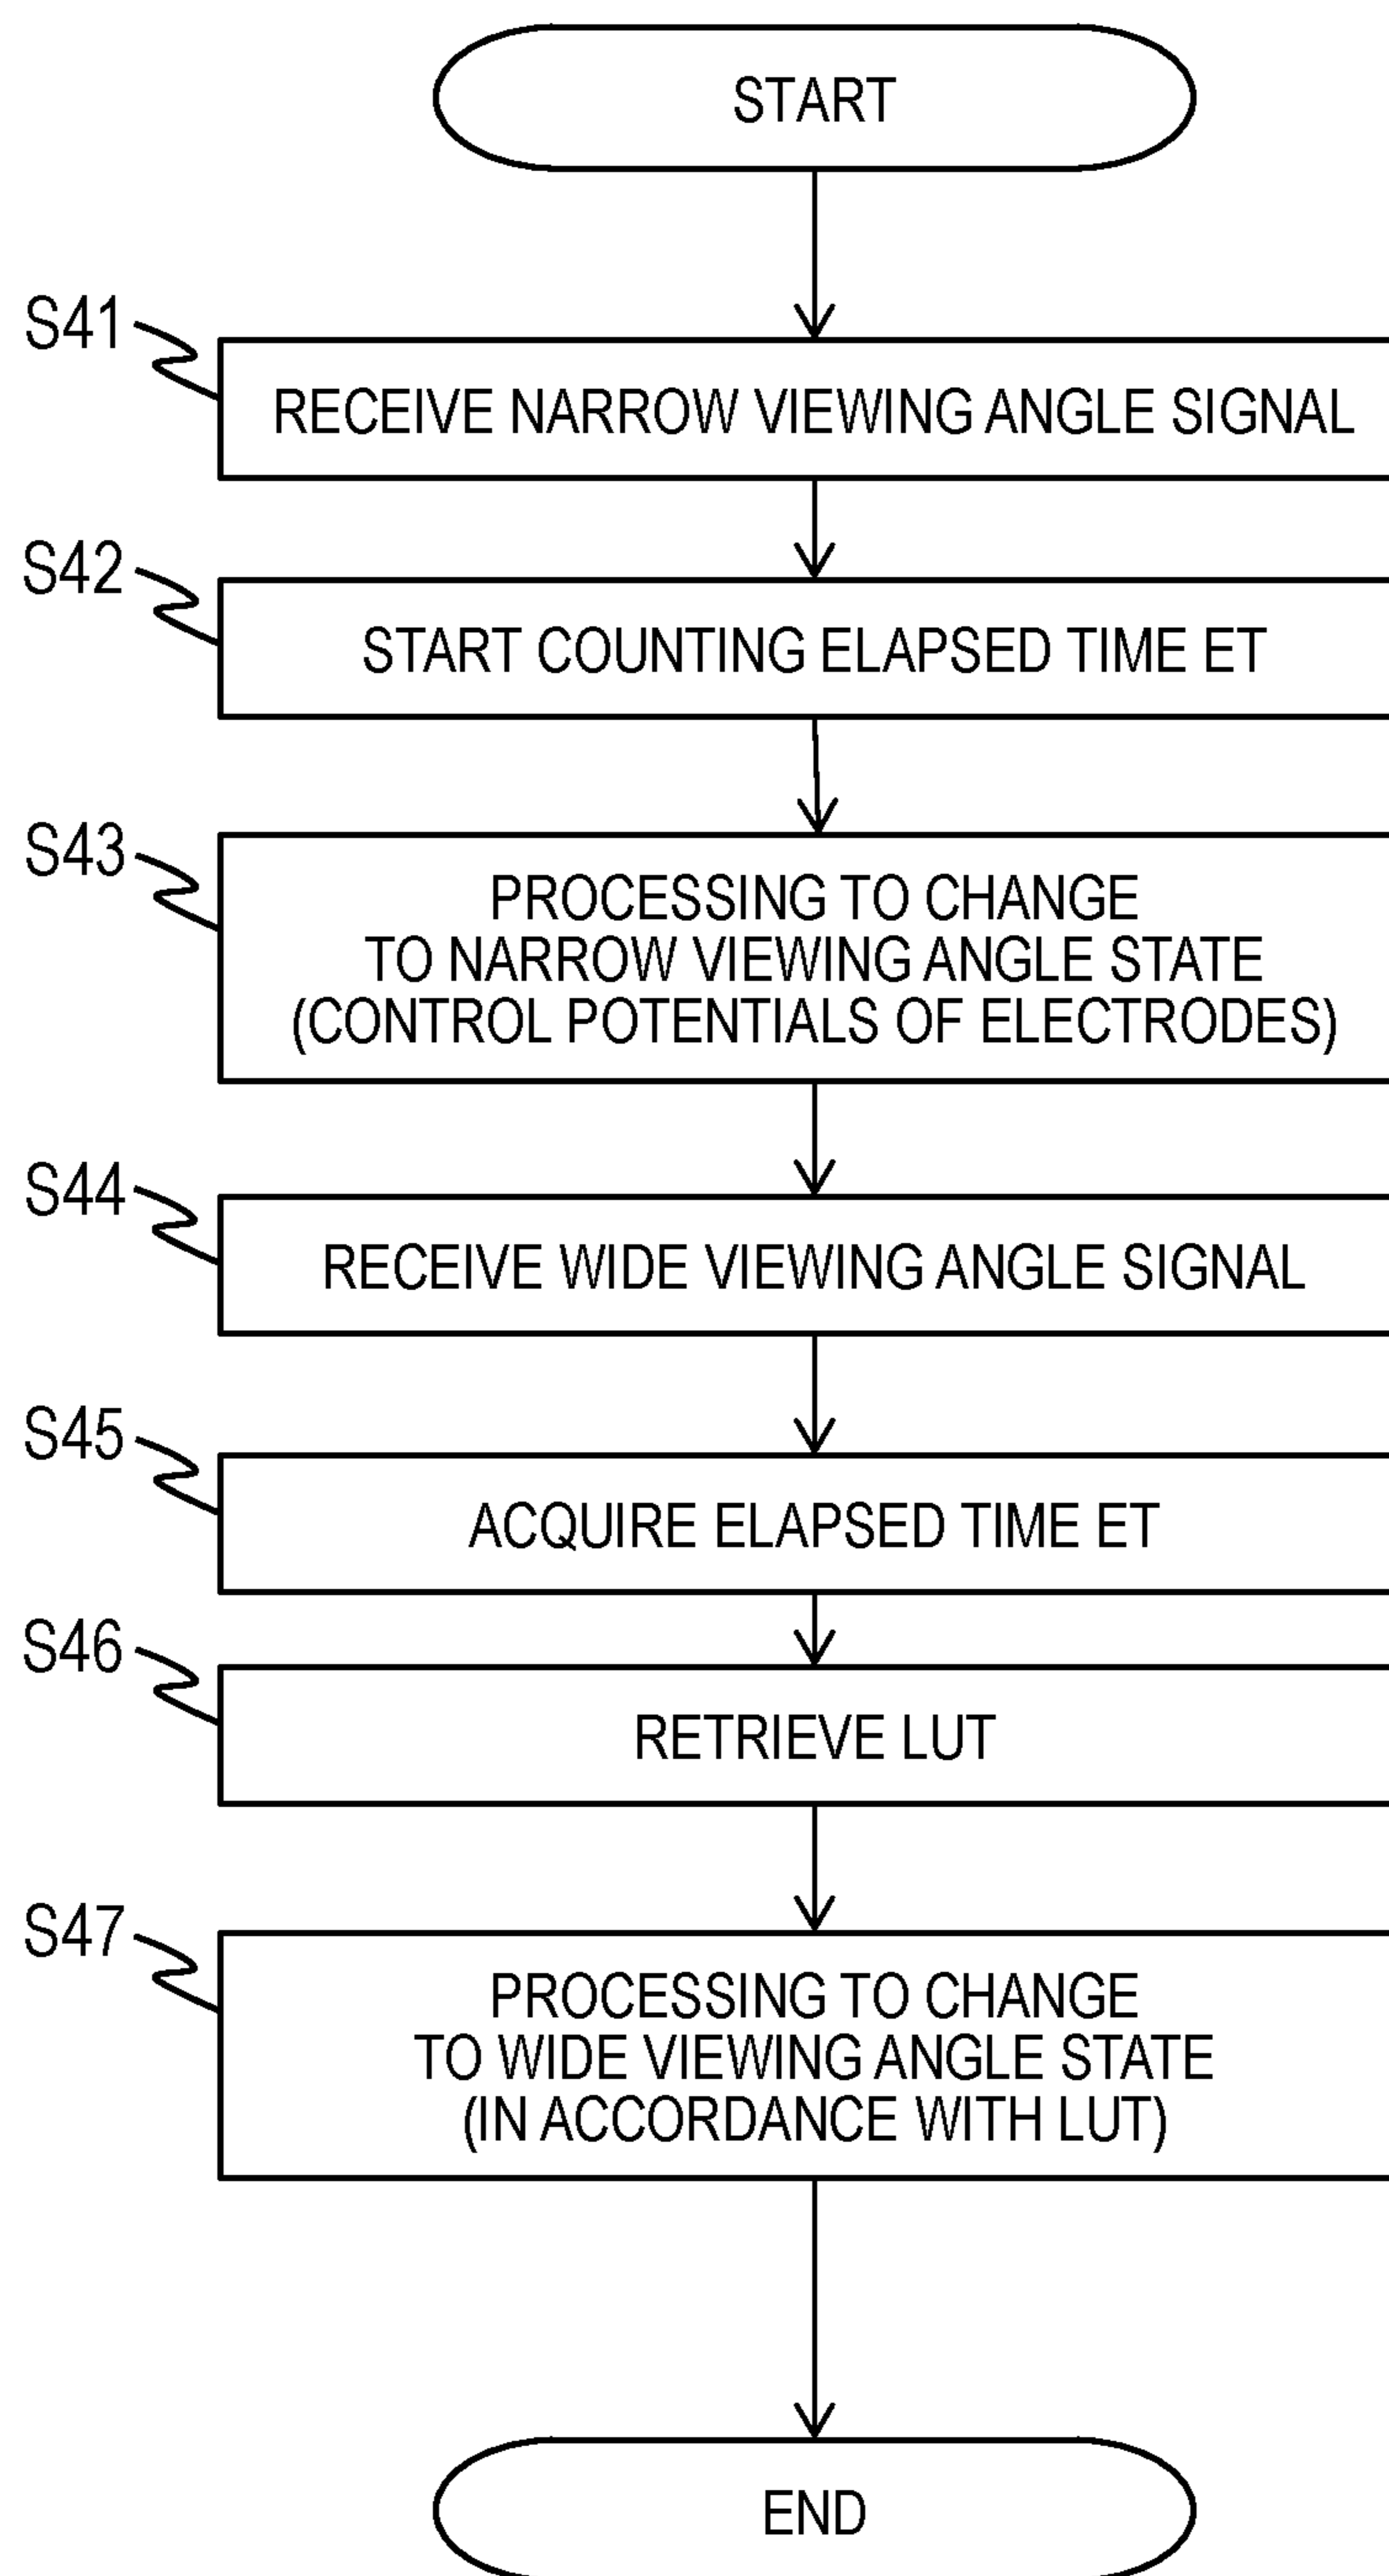 START
S41
RECEIVE NARROW VIEWING ANGLE SIGNAL
S42
START COUNTING ELAPSED TIME ET
S43
PROCESSING TO CHANGE
TO NARROW VIEWING ANGLE STATE
(CONTROL POTENTIALS OF ELECTRODES)
S44
RECEIVE WIDE VIEWING ANGLE SIGNAL
S45
ACQUIRE ELAPSED TIME ET
S46
RETRIEVE LUT
S47
PROCESSING TO CHANGE
TO WIDE VIEWING ANGLE STATE
(IN ACCORDANCE WITH LUT)
END